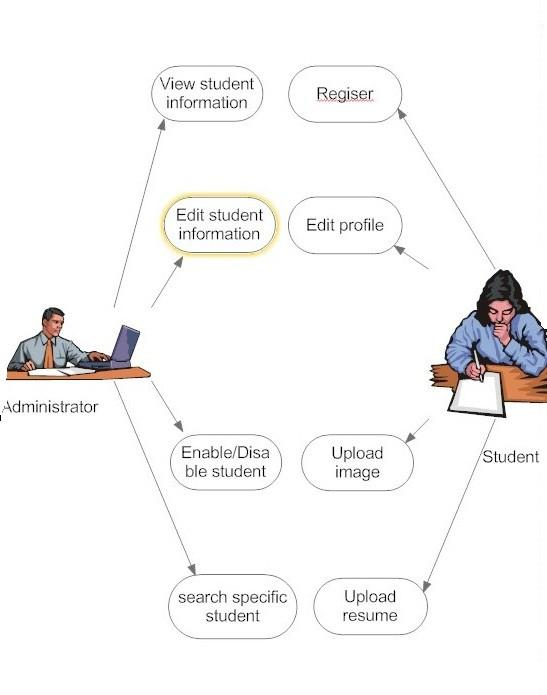 View student
information
Regiser
Edit student
information
Edit profile
Administrator
Enable/Disa
ble student
Upload
image
Student
search specific
student
Upload
resume